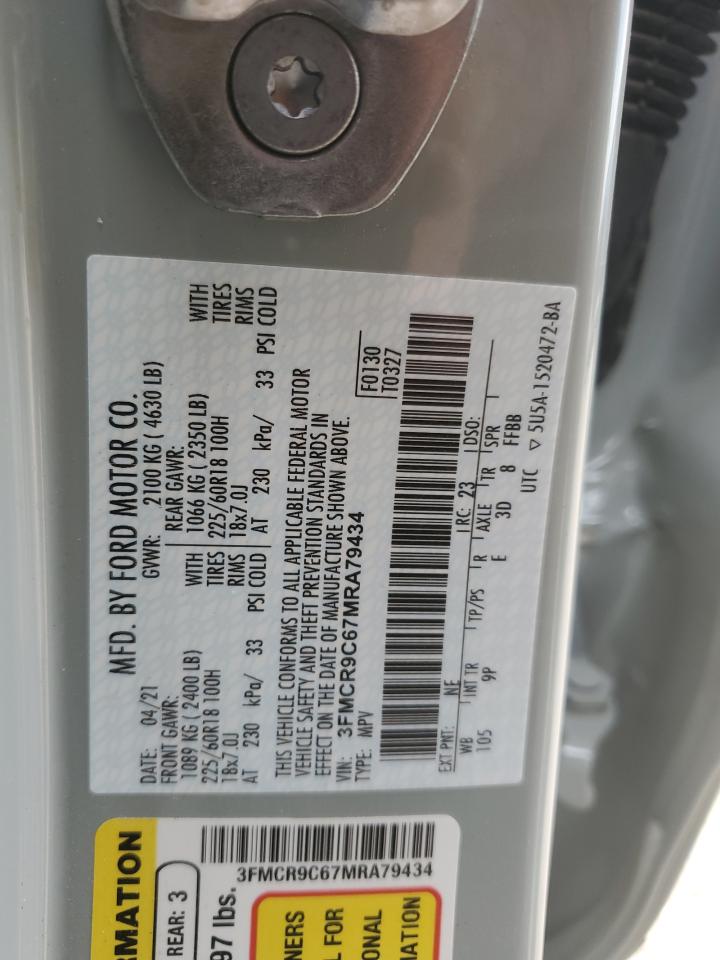 MFD. BY FORD MOTOR CO.
DATE: 04/21 GVWR: 2100 KG ( 4630 LB)
FRONT GAWR: REAR GAWR:
1089 KG ( 2400 LB) WITH 1066 KG ( 2350 LB) WITH
225/60R18 100H TIRES 225/60R18 100H TIRES
18x7.0J RIMS 18x7.0J RIMS
AT 230 kPa/ 33 PSI COLD AT 230 kPa/ 33 PSI COLD
THIS VEHICLE CONFORMS TO ALL APPLICABLE FEDERAL MOTOR
VEHICLE SAFETY AND THEFT PREVENTION STANDARDS IN
EFFECT ON THE DATE OF MANUFACTURE SHOWN ABOVE.
VIN: 3FMCR9C67MRA79434
TYPE: MPV
F0130
T0327
EXT PNT: NE RC: 23 DSO:
WB INT TR TP/PS R AXLE TR SPR
105 9P E 3D 8 FFBB
UTC ▽ 5U5A-1520472-BA
RMATION
REAR: 3
97 lbs.
3FMCR9C67MRA79434
NERS
L FOR
ONAL
MATION